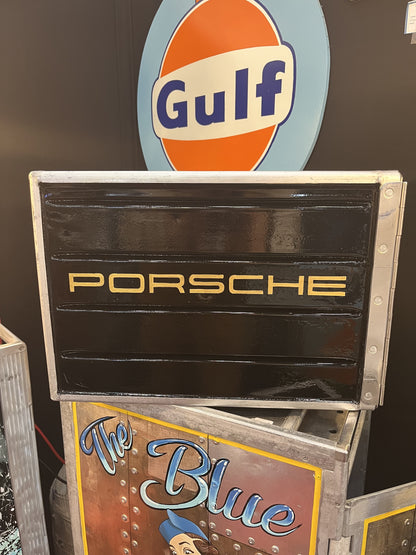 Gulf
PORSCHE
The
Blue